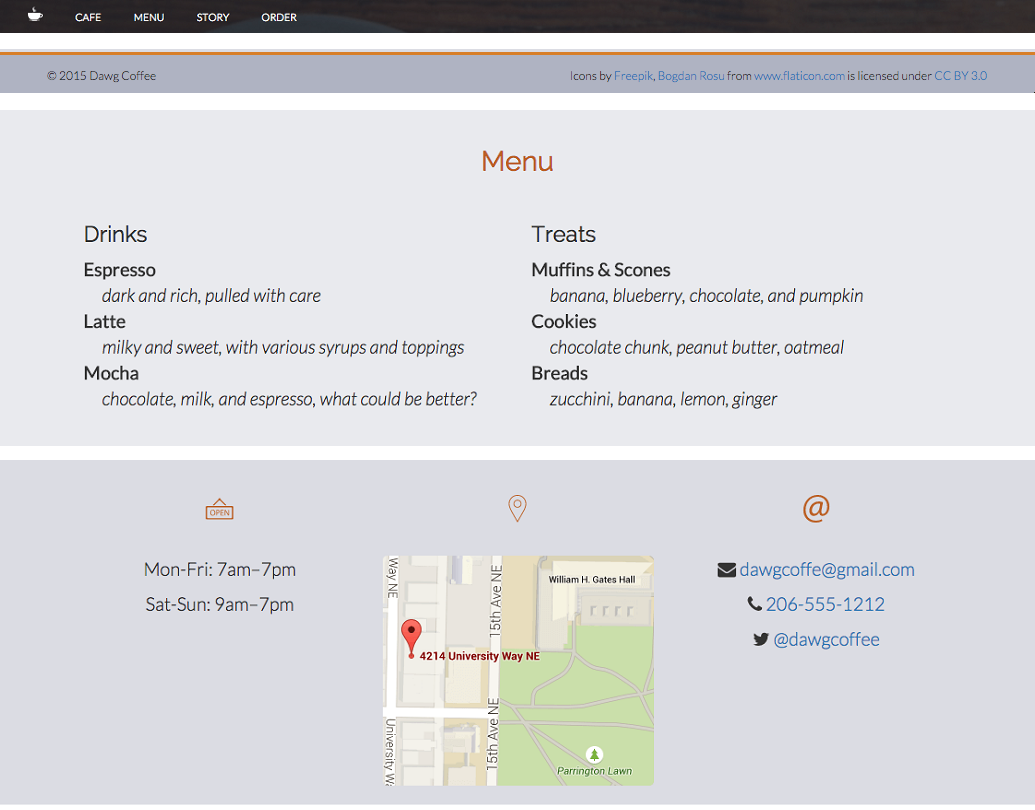 CAFE MENU STORY ORDER
© 2015 Dawg Coffee
Icons by Freepik, Bogdan Rosu from www.flaticon.com is licensed under CC BY 3.0
Menu
Drinks
Espresso
dark and rich, pulled with care
Latte
milky and sweet, with various syrups and toppings
Mocha
chocolate, milk, and espresso, what could be better?
Treats
Muffins & Scones
banana, blueberry, chocolate, and pumpkin
Cookies
chocolate chunk, peanut butter, oatmeal
Breads
zucchini, banana, lemon, ginger
OPEN
Mon-Fri: 7am–7pm
Sat-Sun: 9am–7pm
Way NE
15th Ave NE
William H. Gates Hall
4214 University Way NE
University Wa
15th Ave NE
Parrington Lawn
@
dawgcoffe@gmail.com
206-555-1212
@dawgcoffee